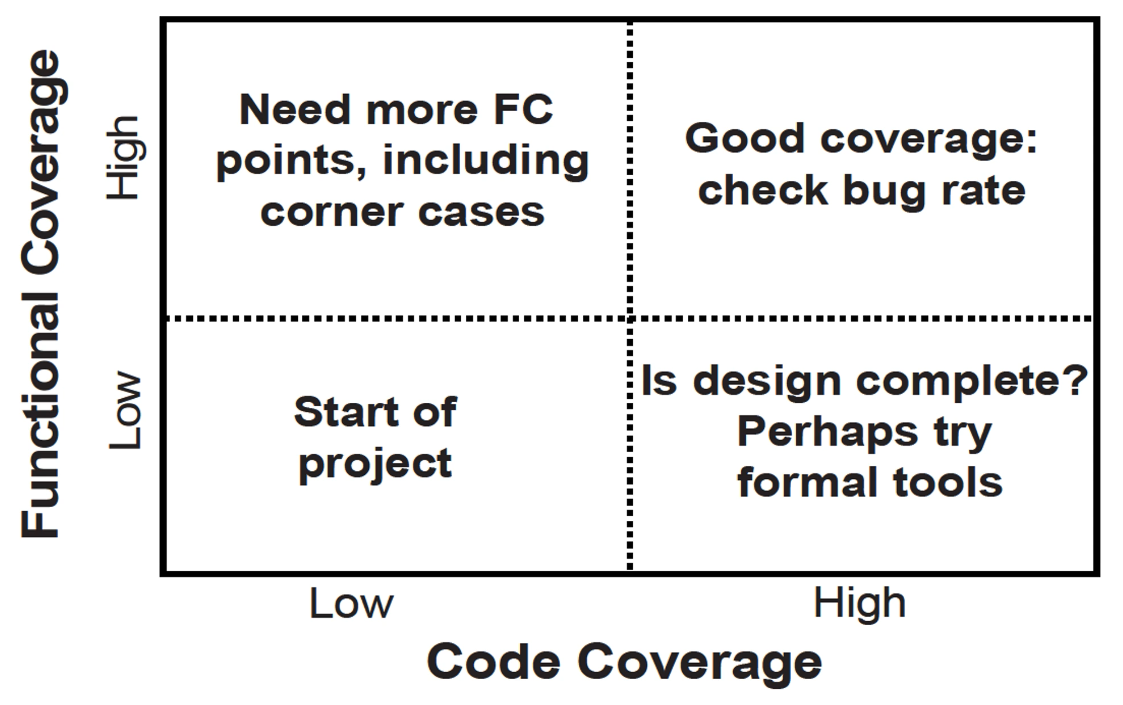 Functional Coverage
High
Low
Need more FC
points, including
corner cases
Good coverage:
check bug rate
Start of
project
Is design complete?
Perhaps try
formal tools
Low
High
Code Coverage